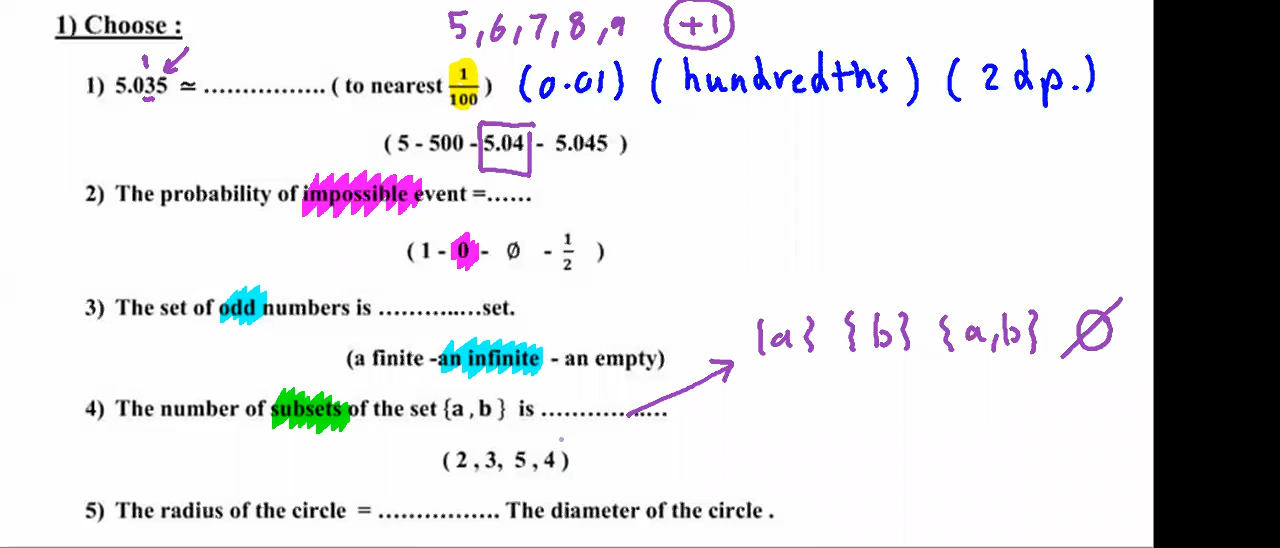 1) Choose :
5,6,7,8,9 +1
1) 5.035 ≃ ................ ( to nearest 1/100 ) (0.01) ( hundredths ) ( 2 dp. )
1
( 5 - 500 - 5.04 - 5.045 )
2) The probability of impossible event =......
( 1 - 0 - ∅ - 1/2 )
3) The set of odd numbers is ..............set.
{a} {b} {a,b} ∅
(a finite -an infinite - an empty)
4) The number of subsets of the set {a , b } is .................
( 2 , 3, 5 , 4 )
5) The radius of the circle = ................ The diameter of the circle .